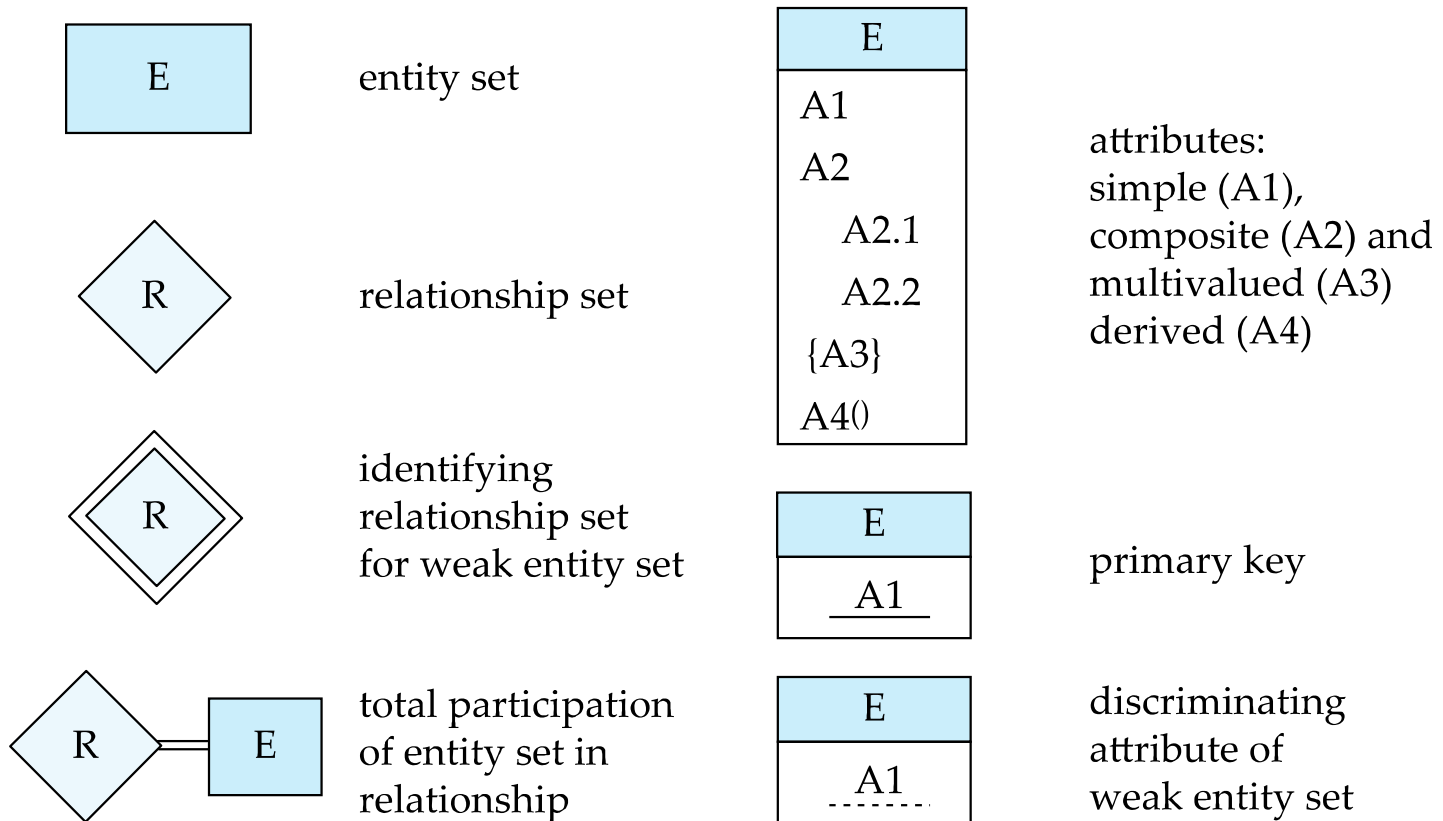 E
entity set
R
relationship set
R
identifying
relationship set
for weak entity set
R
E
total participation
of entity set in
relationship
E
A1
A2
A2.1
A2.2
{A3}
A4()
attributes:
simple (A1),
composite (A2) and
multivalued (A3)
derived (A4)
E
A1
primary key
E
A1
discriminating
attribute of
weak entity set